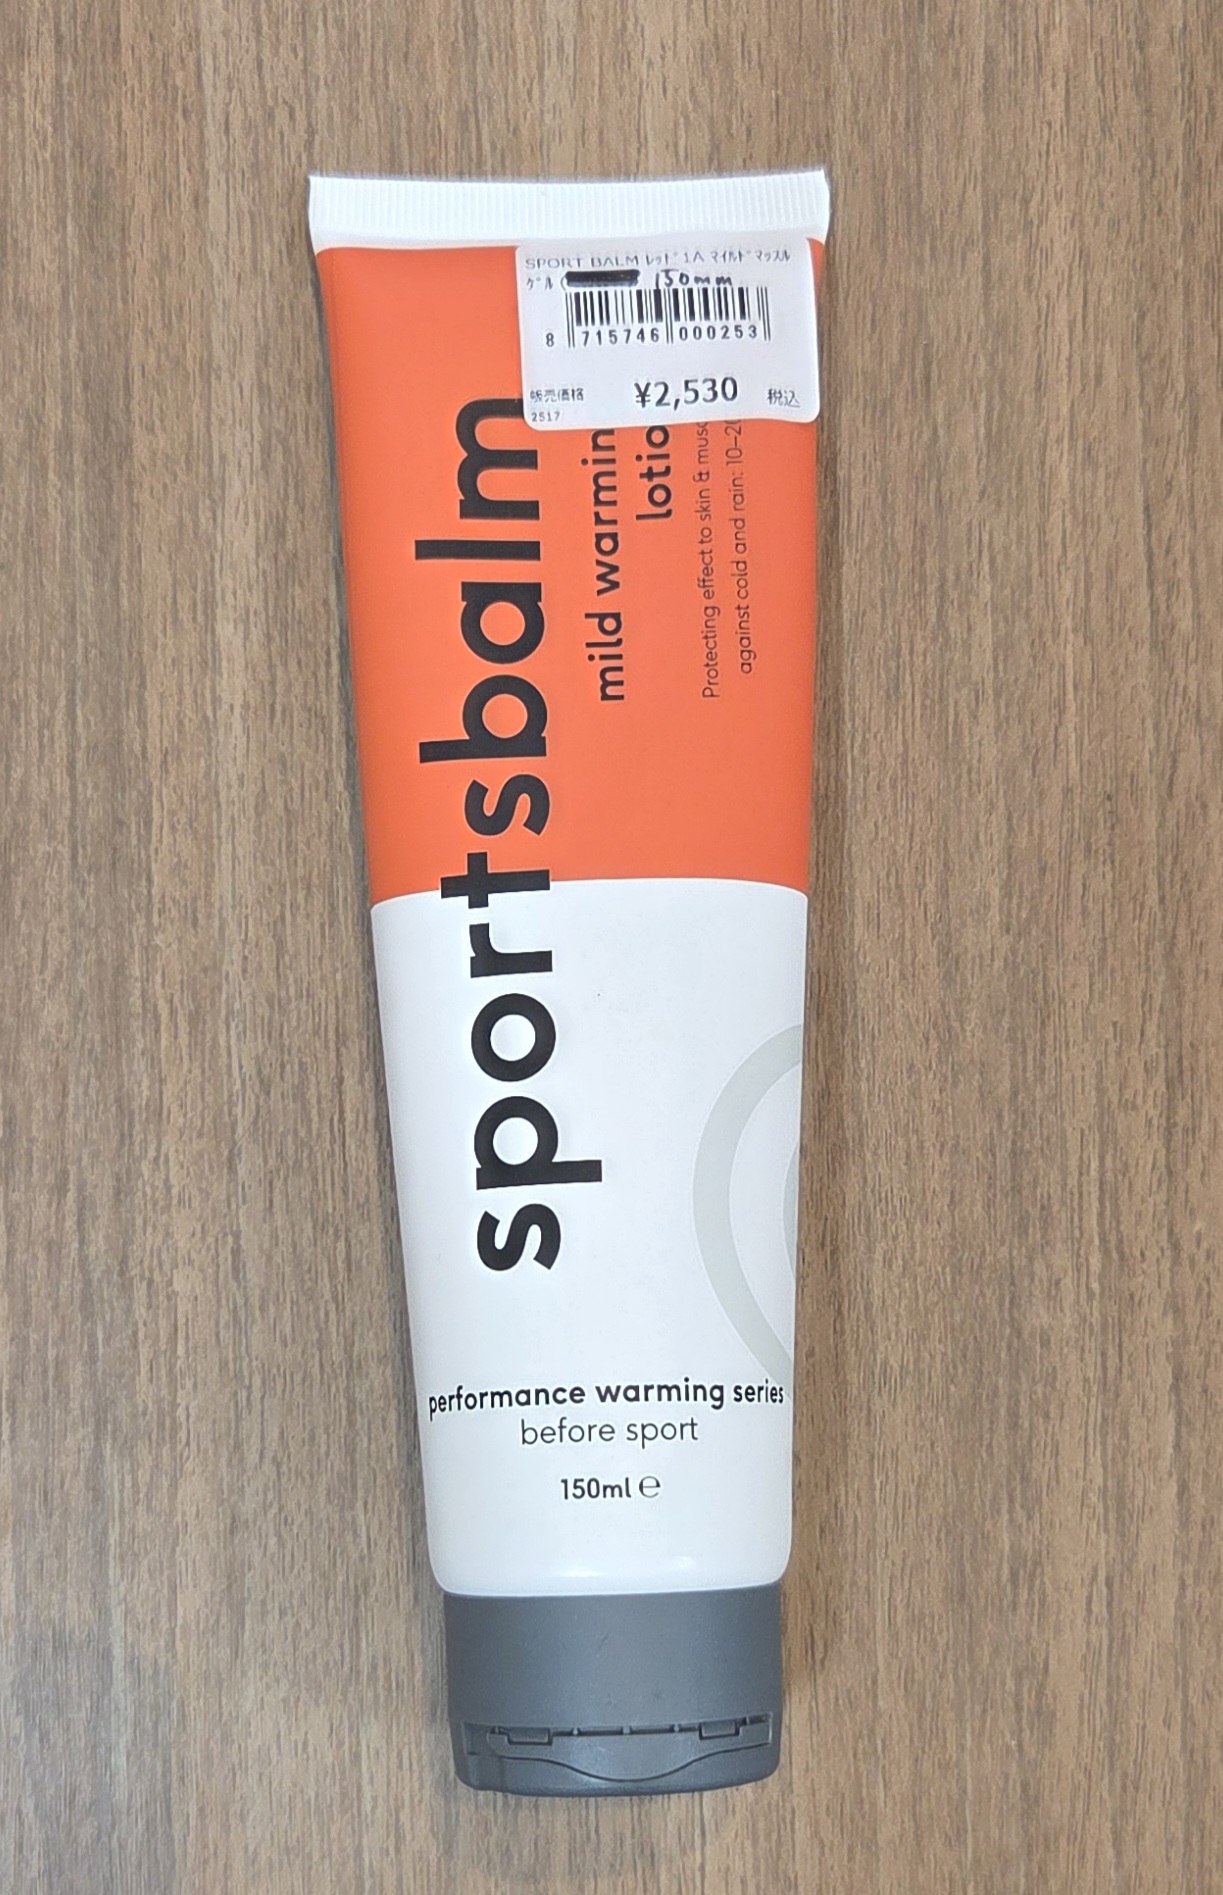 SPORT BALM ﾚｯﾄﾞ1A ﾏｲﾙﾄﾞﾏｯｽﾙ
ｹﾞﾙ ( 150mm
8 715746 000253
販売価格 ¥2,530 税込
2517
sportsbalm
mild warmin
lotio
Protecting effect to skin & musc
against cold and rain: 10–2
performance warming series
before sport
150ml ℮